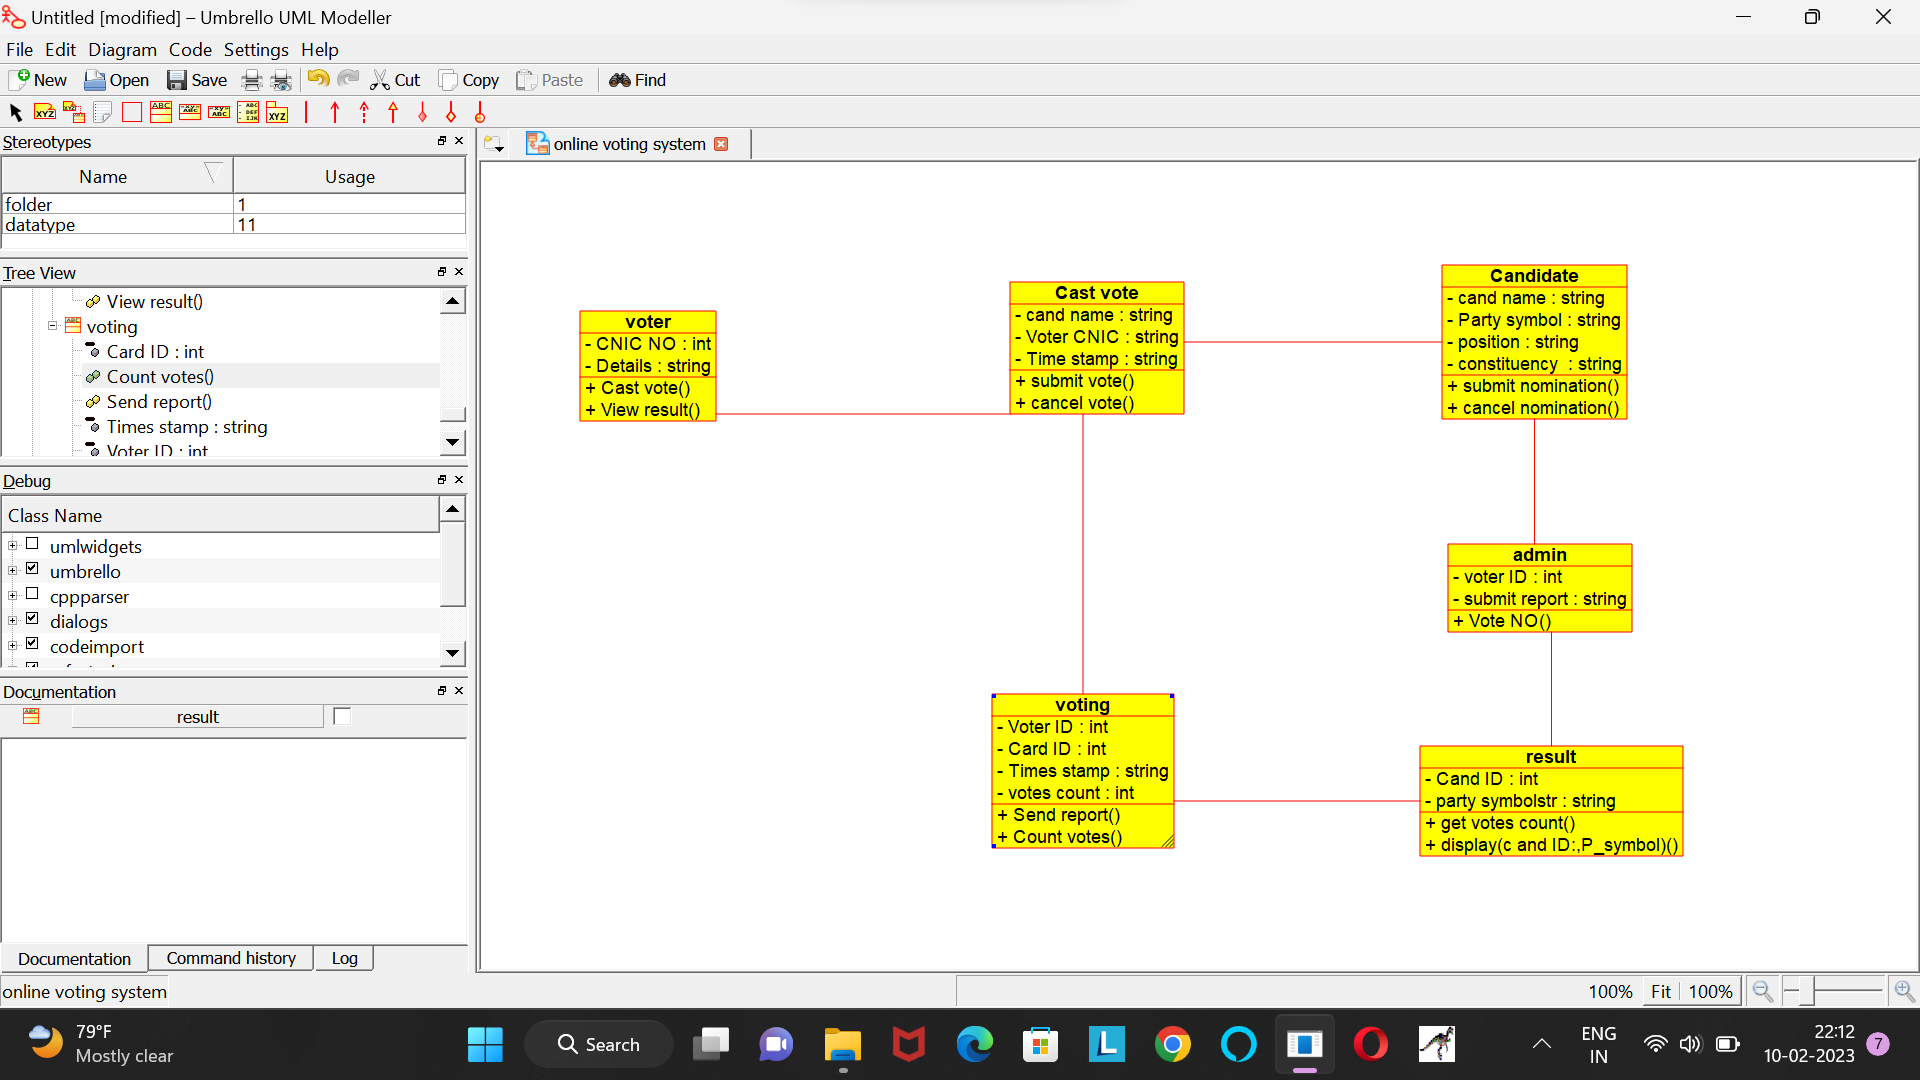 Untitled [modified] – Umbrello UML Modeller
File Edit Diagram Code Settings Help
New Open Save Cut Copy Paste Find
Stereotypes
Name Usage
folder 1
datatype 11
Tree View
View result()
voting
Card ID : int
Count votes()
Send report()
Times stamp : string
Voter ID : int
Debug
Class Name
umlwidgets
umbrello
cppparser
dialogs
codeimport
Documentation
result
Documentation Command history Log
online voting system
online voting system
voter
- CNIC NO : int
- Details : string
+ Cast vote()
+ View result()
Cast vote
- cand name : string
- Voter CNIC : string
- Time stamp : string
+ submit vote()
+ cancel vote()
Candidate
- cand name : string
- Party symbol : string
- position : string
- constituency : string
+ submit nomination()
+ cancel nomination()
admin
- voter ID : int
- submit report : string
+ Vote NO()
voting
- Voter ID : int
- Card ID : int
- Times stamp : string
- votes count : int
+ Send report()
+ Count votes()
result
- Cand ID : int
- party symbolstr : string
+ get votes count()
+ display(c and ID:,P_symbol)()
100% Fit 100%
79°F
Mostly clear
Search
ENG
IN
22:12
10-02-2023
7